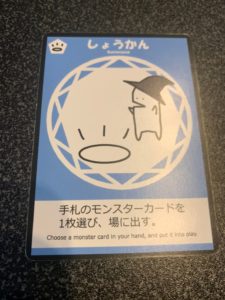 しょうかん
Summon
手札のモンスターカードを
1枚選び、場に出す。
Choose a monster card in your hand, and put it into play.